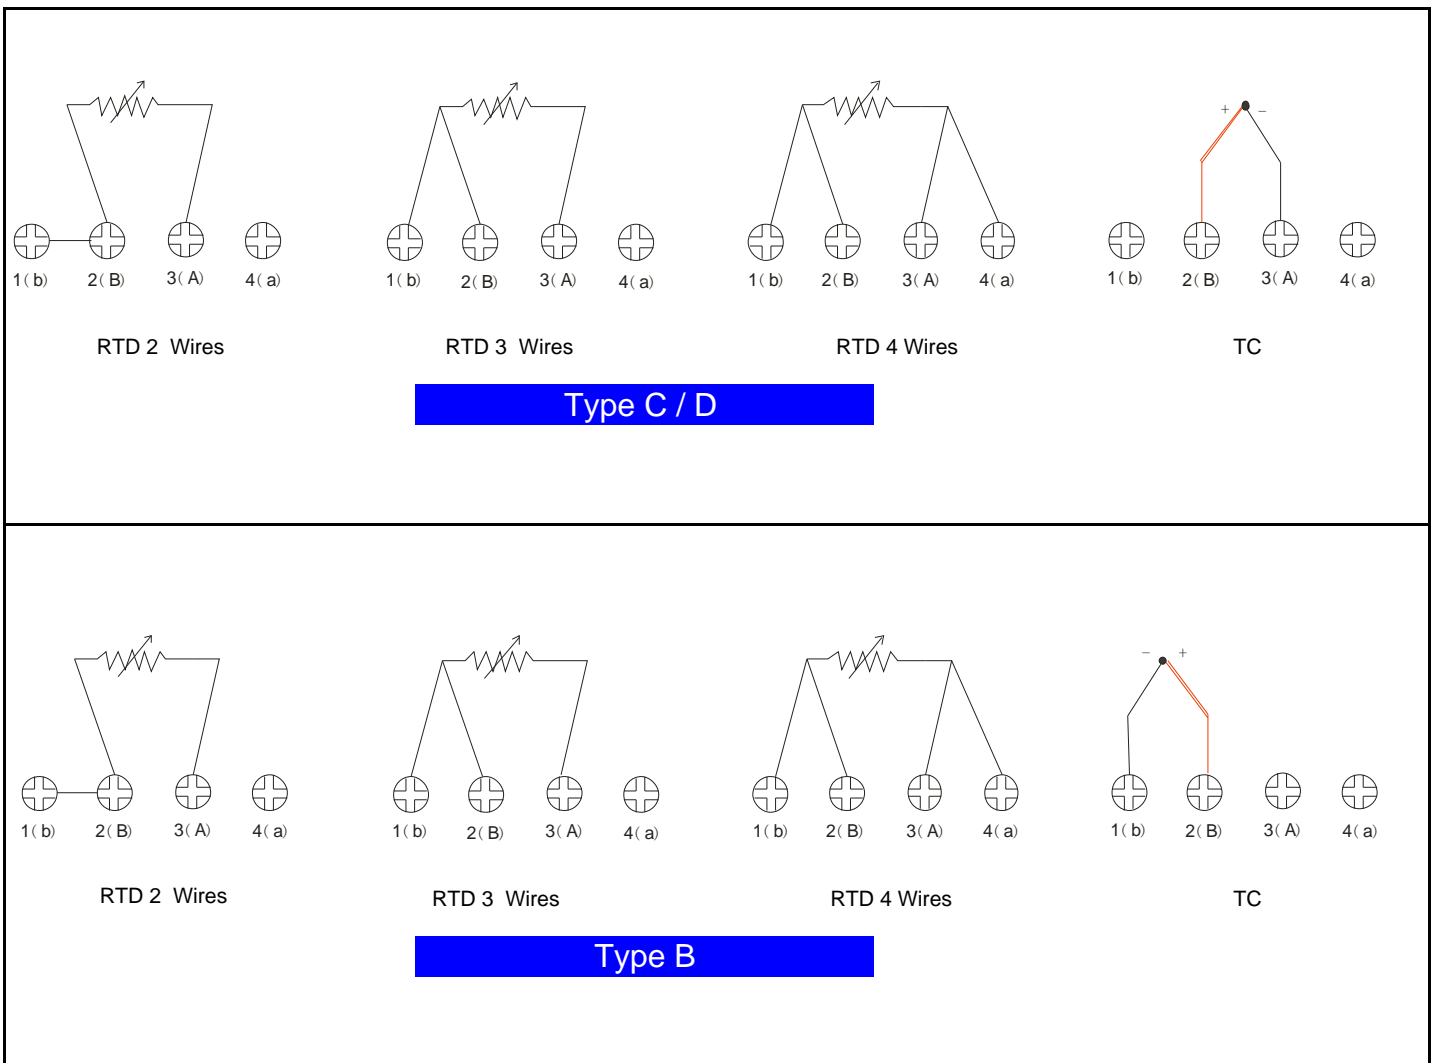 + −
1( b) 2( B) 3( A) 4( a) 1( b) 2( B) 3( A) 4( a) 1( b) 2( B) 3( A) 4( a) 1( b) 2( B) 3( A) 4( a)
RTD 2 Wires RTD 3 Wires RTD 4 Wires TC
Type C / D
− +
1( b) 2( B) 3( A) 4( a) 1( b) 2( B) 3( A) 4( a) 1( b) 2( B) 3( A) 4( a) 1( b) 2( B) 3( A) 4( a)
RTD 2 Wires RTD 3 Wires RTD 4 Wires TC
Type B